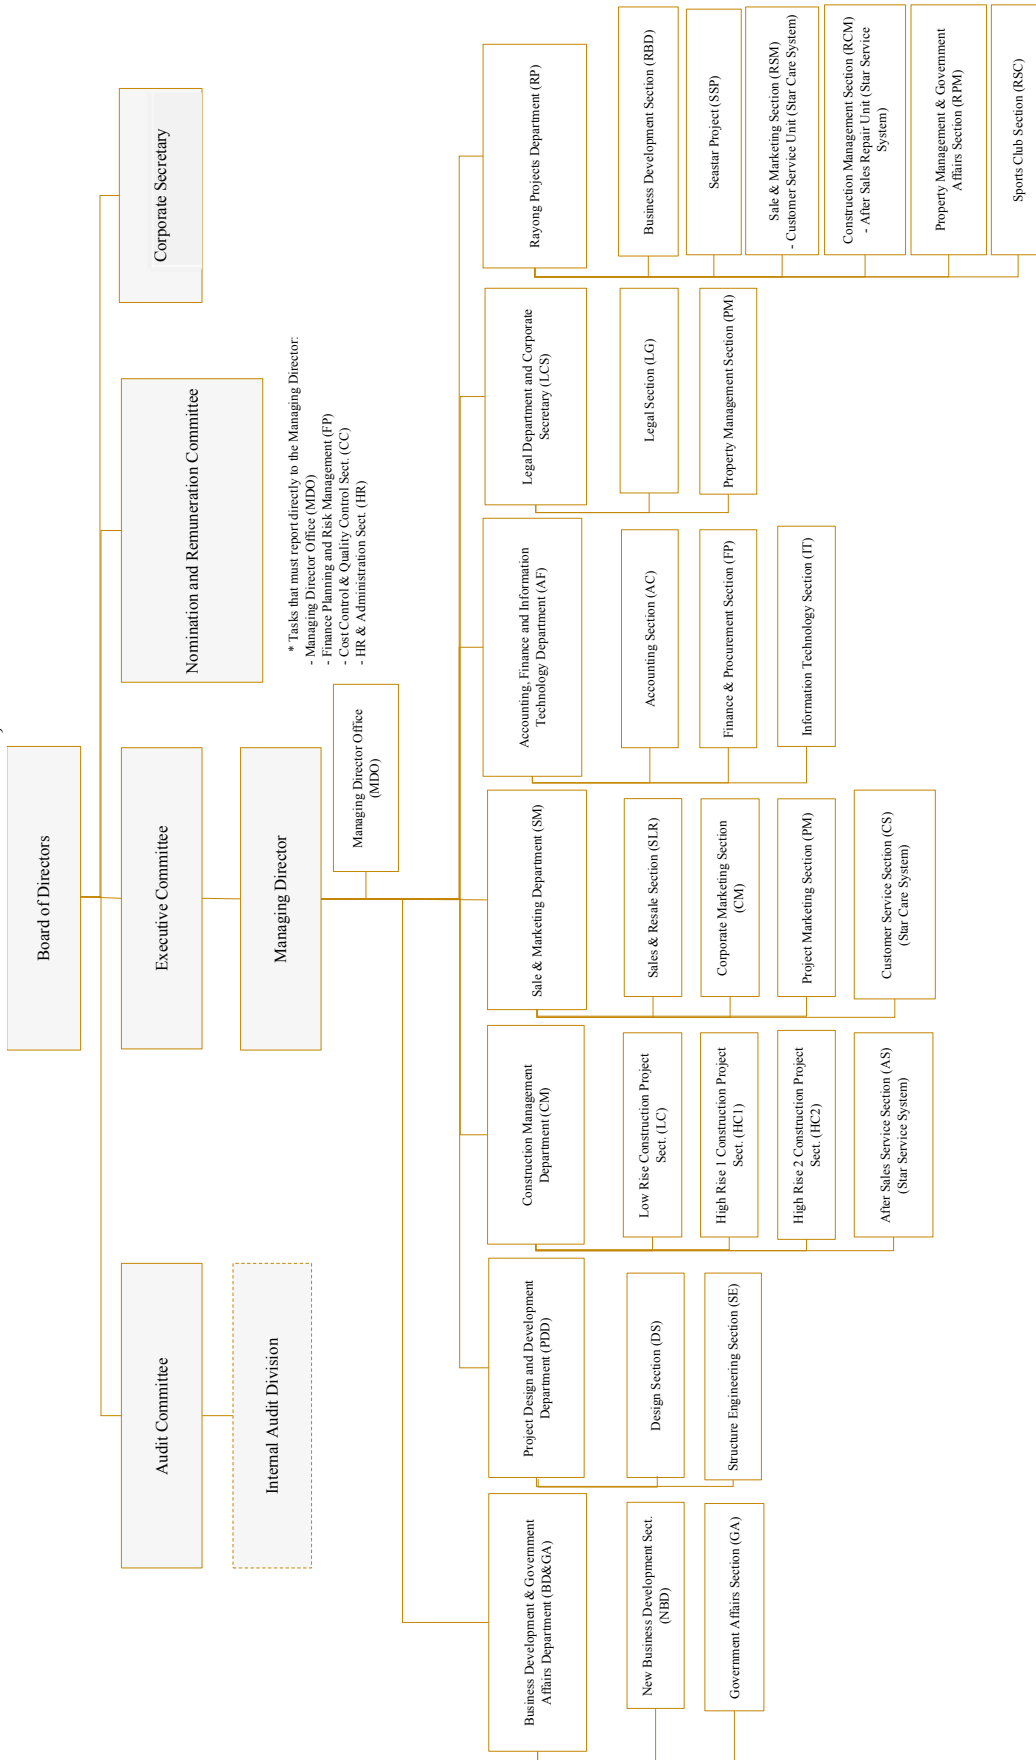 Board of Directors
Audit Committee
Executive Committee
Nomination and Remuneration Committee
Corporate Secretary
Internal Audit Division
Managing Director
* Tasks that must report directly to the Managing Director:
- Managing Director Office (MDO)
- Finance Planning and Risk Management (FP)
- Cost Control & Quality Control Sect. (CC)
- HR & Administration Sect. (HR)
Managing Director Office
(MDO)
Business Development & Government
Affairs Department (BD&GA)
New Business Development Sect.
(NBD)
Government Affairs Section (GA)
Project Design and Development
Department (PDD)
Design Section (DS)
Structure Engineering Section (SE)
Construction Management
Department (CM)
Low Rise Construction Project
Sect. (LC)
High Rise 1 Construction Project
Sect. (HC1)
High Rise 2 Construction Project
Sect. (HC2)
After Sales Service Section (AS)
(Star Service System)
Sale & Marketing Department (SM)
Sales & Resale Section (SLR)
Corporate Marketing Section
(CM)
Project Marketing Section (PM)
Customer Service Section (CS)
(Star Care System)
Accounting, Finance and Information
Technology Department (AF)
Accounting Section (AC)
Finance & Procurement Section (FP)
Information Technology Section (IT)
Legal Department and Corporate
Secretary (LCS)
Legal Section (LG)
Property Management Section (PM)
Rayong Projects Department (RP)
Business Development Section (RBD)
Seastar Project (SSP)
Sale & Marketing Section (RSM)
- Customer Service Unit (Star Care System)
Construction Management Section (RCM)
- After Sales Repair Unit (Star Service
System)
Property Management & Government
Affairs Section (RPM)
Sports Club Section (RSC)